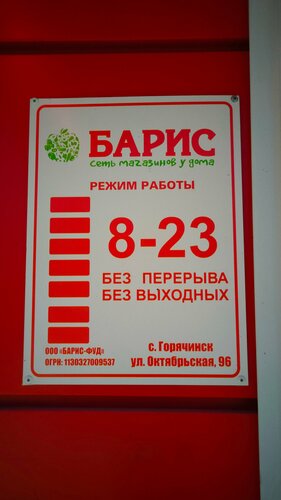 БАРИС
сеть магазинов у дома
РЕЖИМ РАБОТЫ
8-23
БЕЗ ПЕРЕРЫВА
БЕЗ ВЫХОДНЫХ
ООО «БАРИС-ФУД»
ОГРН: 1130327009537
с. Горячинск
ул. Октябрьская, 96